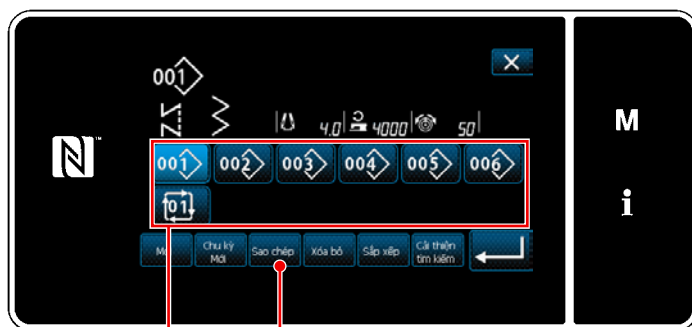 001
4.0 4000 50
001 002 003 004 005 006
01
Chu kỳ Mới Sao chép Xóa bỏ Sắp xếp Cải thiện tìm kiếm
M
i